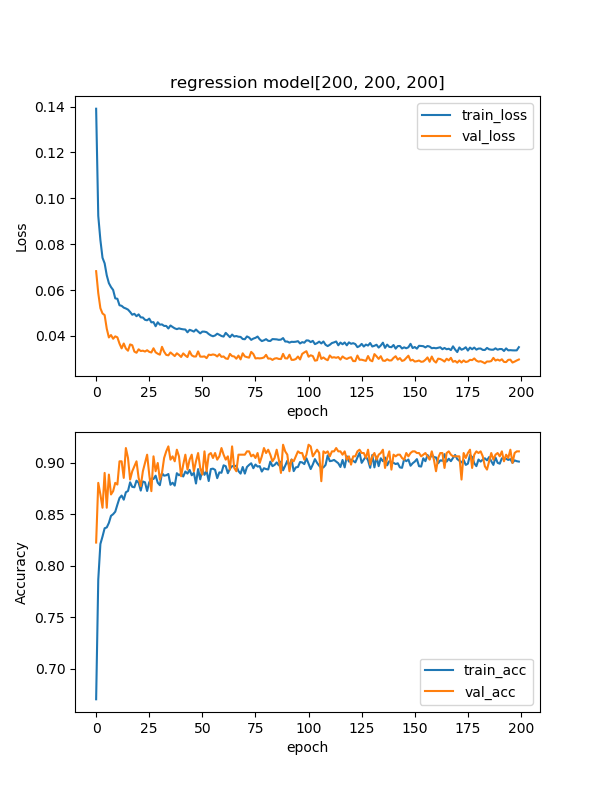 regression model[200, 200, 200]
0.14
0.12
0.10
0.08
0.06
0.04
Loss
train_loss
val_loss
0 25 50 75 100 125 150 175 200
epoch
0.90
0.85
0.80
0.75
0.70
Accuracy
train_acc
val_acc
0 25 50 75 100 125 150 175 200
epoch